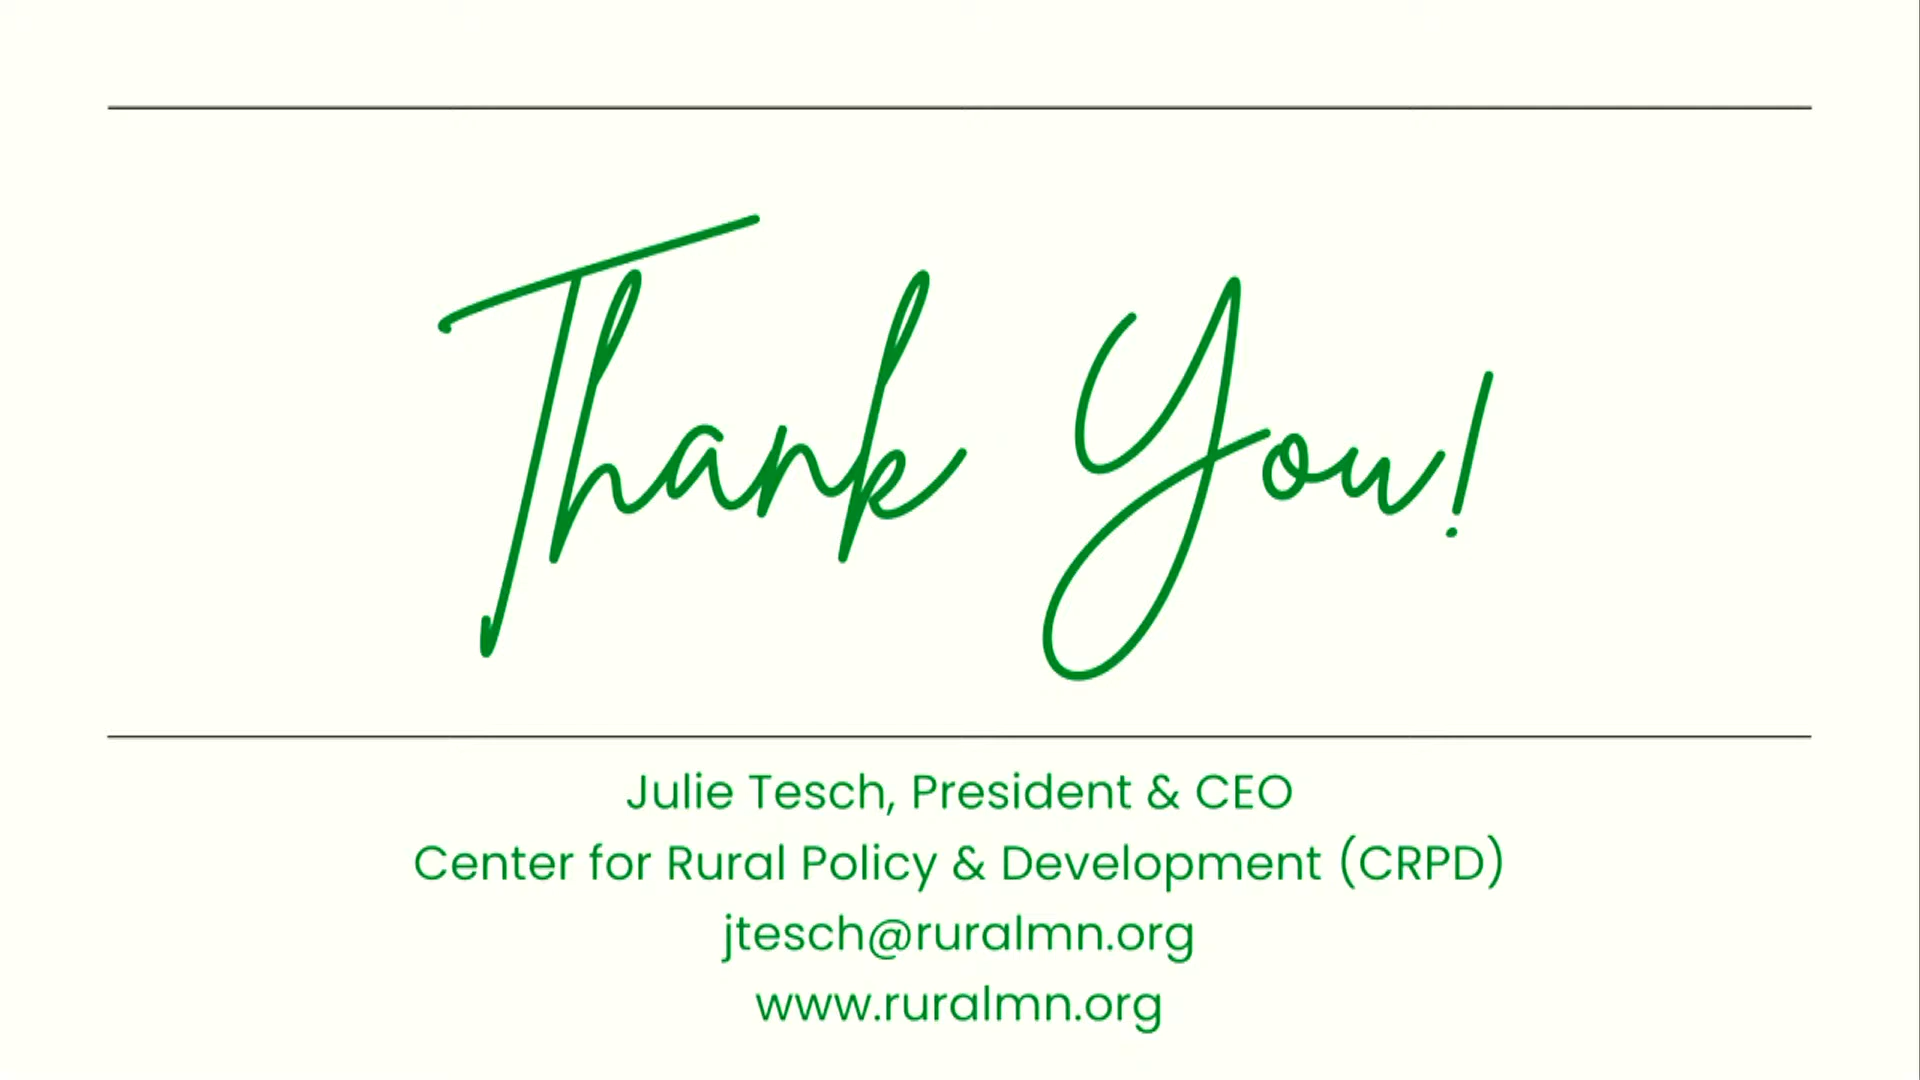 Thank You!
Julie Tesch, President & CEO
Center for Rural Policy & Development (CRPD)
jtesch@ruralmn.org
www.ruralmn.org